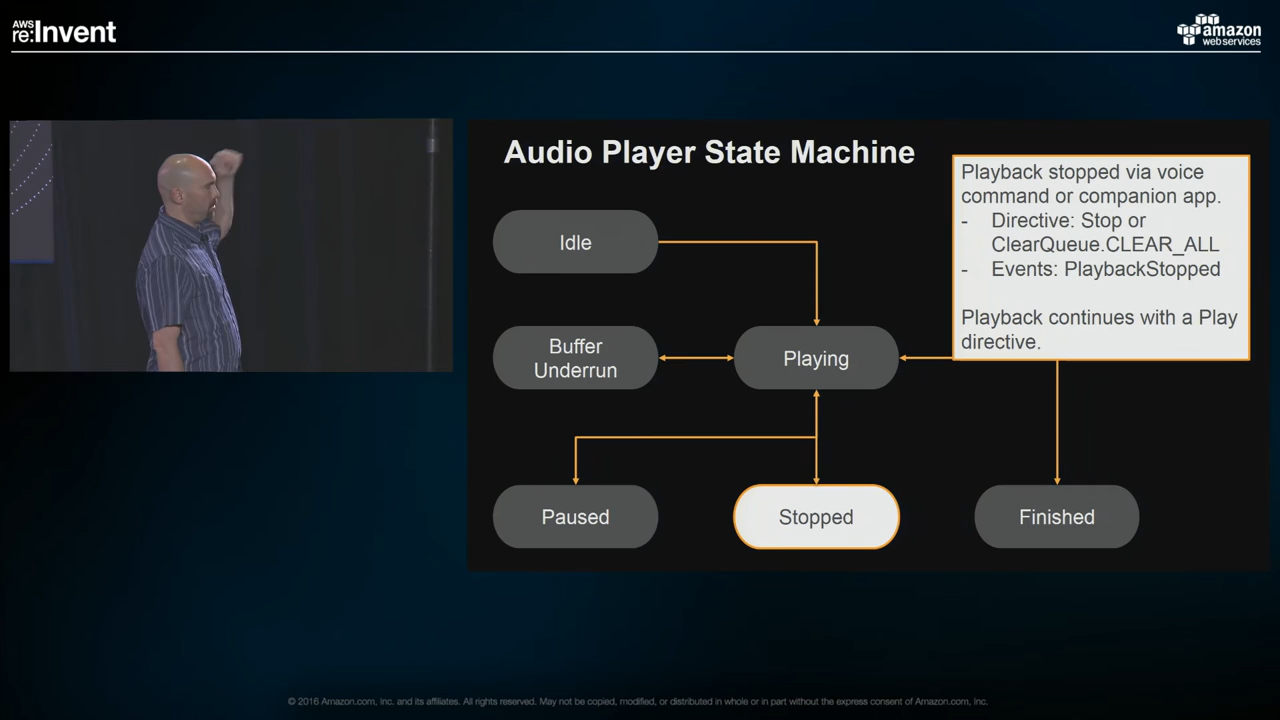 AWS
re:Invent
amazon
web services
Audio Player State Machine
Playback stopped via voice
command or companion app.
- Directive: Stop or
ClearQueue.CLEAR_ALL
- Events: PlaybackStopped
Playback continues with a Play
directive.
Idle
Buffer
Underrun
Playing
Paused
Stopped
Finished
© 2016 Amazon.com, inc. and its affiliates. All rights reserved. May not be copied, modified, or distributed in whole or in part without the express consent of Amazon.com, Inc.